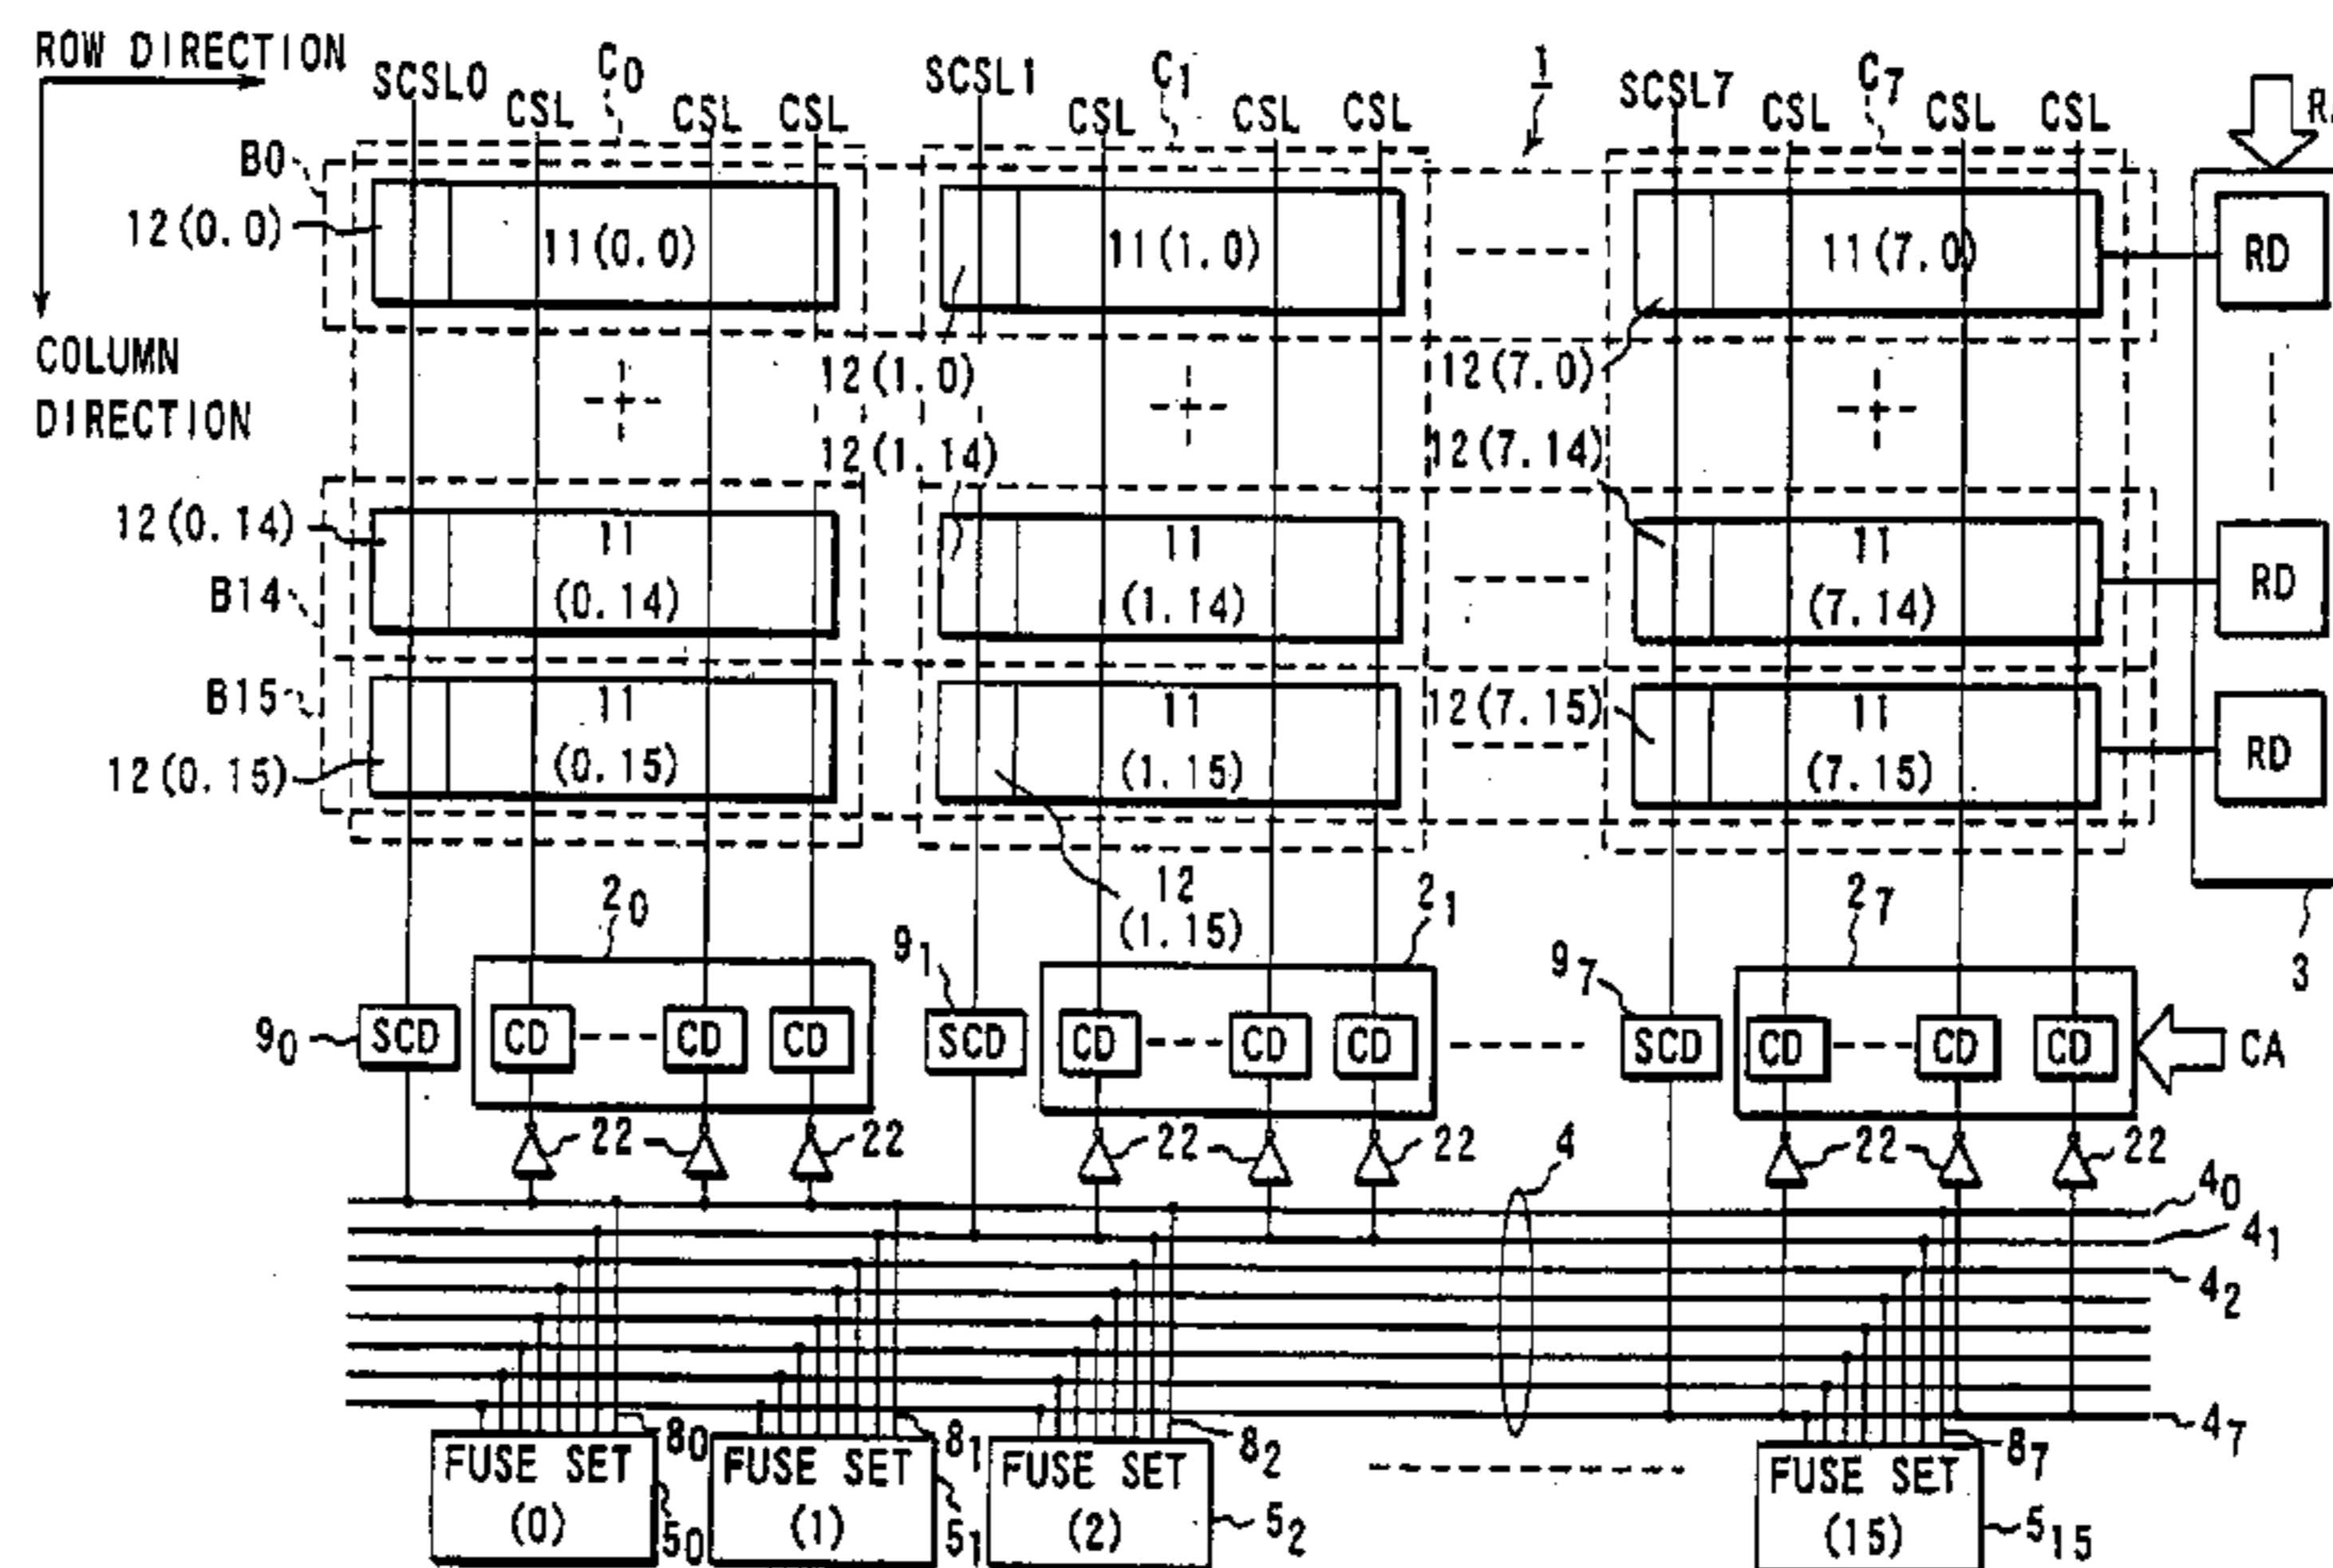 ROW DIRECTION
SCSL0 CSL C0 CSL CSL SCSL1 CSL C1 CSL CSL 1 SCSL7 CSL C7 CSL CSL
B0
12(0.0) 11(0.0) 11(1.0) 11(7.0) RD
COLUMN
DIRECTION
12(1.0) 12(7.0)
12(1.14) 12(7.14)
12(0.14) 11 11 11
B14 (0.14) (1.14) (7.14) RD
B15 11 11 12(7.15) 11
12(0.15) (0.15) (1.15) (7.15) RD
20 12 21 27
(1.15)
91 97 3
90 SCD CD CD CD SCD CD CD CD SCD CD CD CD CA
22 22 22 22 4 22 22
40
41
42
80 81 82 87 47
FUSE SET FUSE SET FUSE SET FUSE SET
(0) 50 (1) 51 (2) 52 (15) 515